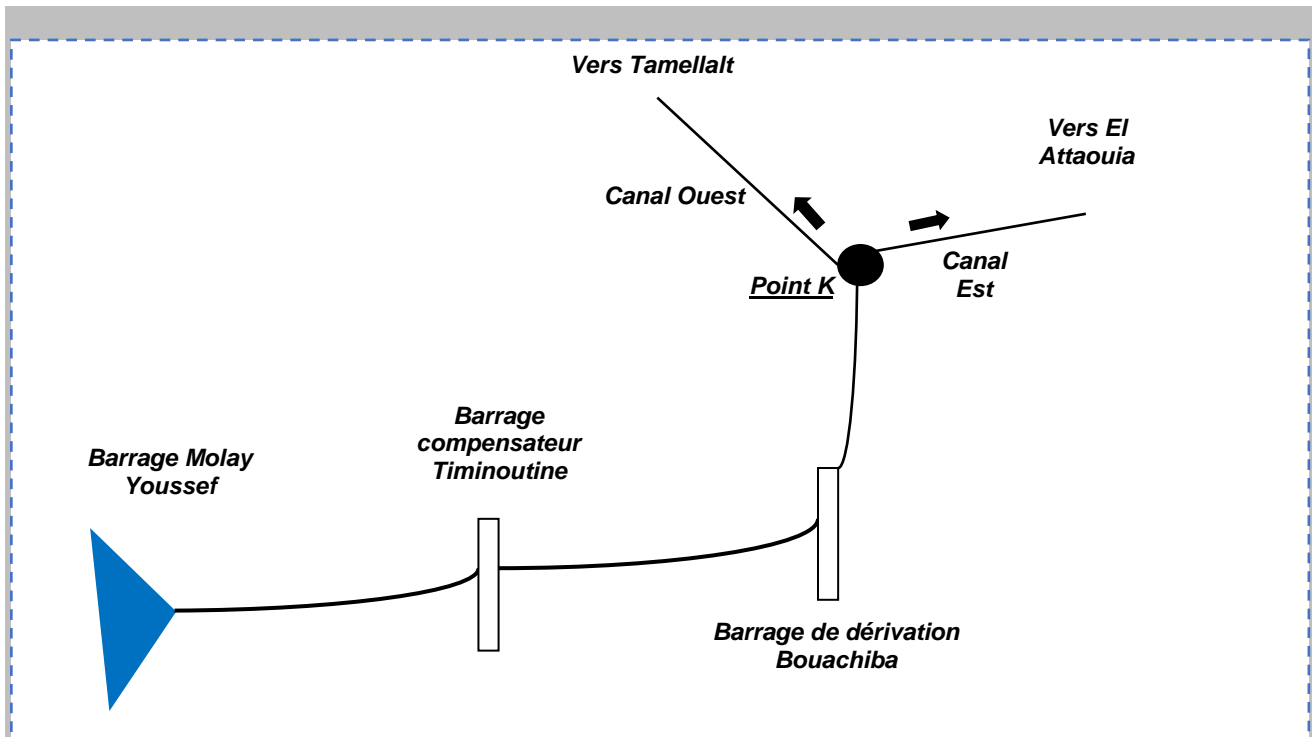 Vers Tamellalt
Vers El
Attaouia
Canal Ouest
Canal
Est
Point K
Barrage
compensateur
Timinoutine
Barrage Molay
Youssef
Barrage de dérivation
Bouachiba